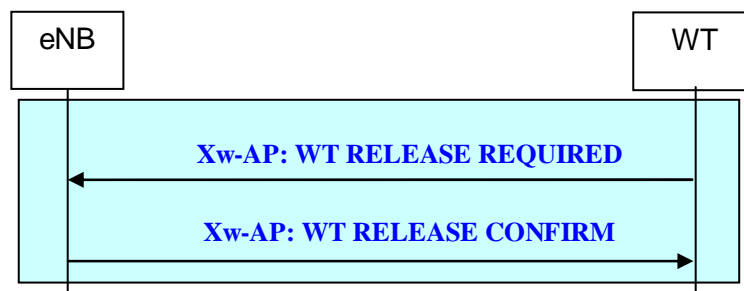 eNB
WT
Xw-AP: WT RELEASE REQUIRED
Xw-AP: WT RELEASE CONFIRM